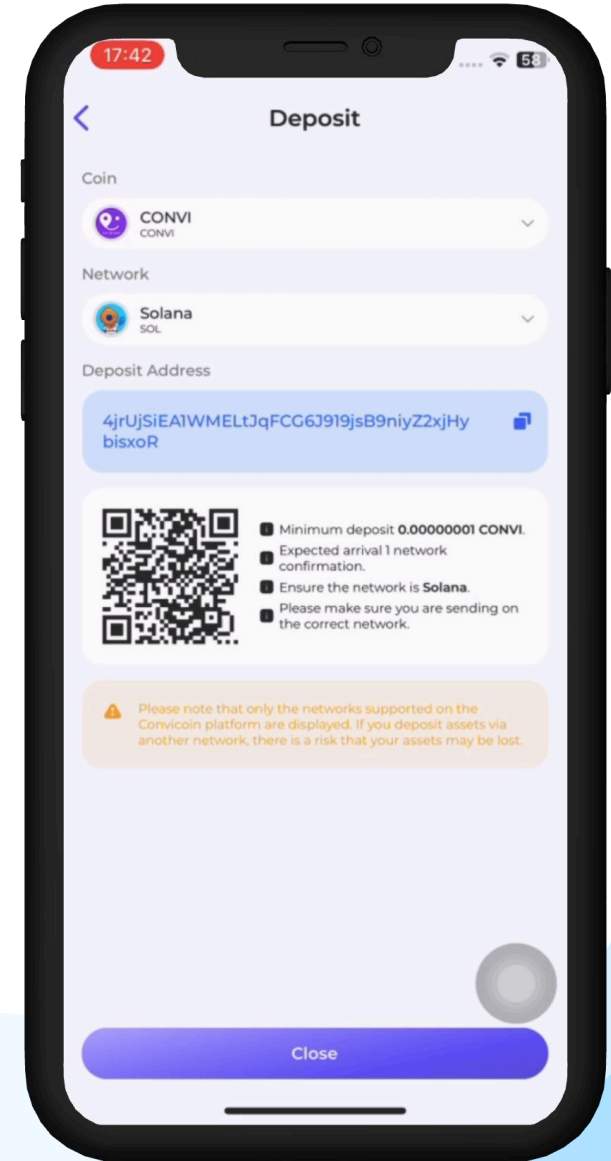 17:42
58
Deposit
Coin
CONVI
CONVI
Network
Solana
SOL
Deposit Address
4jrUjSiEA1WMELtJqFCG6J919jsB9niyZ2xjHy
bisxoR
Minimum deposit 0.00000001 CONVI.
Expected arrival 1 network
confirmation.
Ensure the network is Solana.
Please make sure you are sending on
the correct network.
Please note that only the networks supported on the
Convicoin platform are displayed. If you deposit assets via
another network, there is a risk that your assets may be lost.
Close